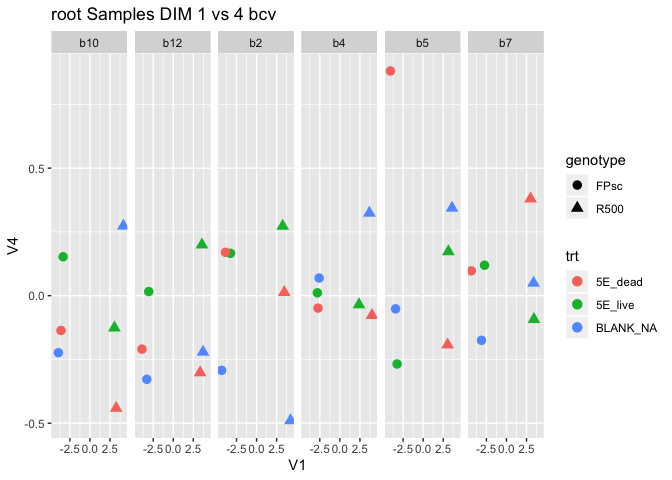 root Samples DIM 1 vs 4 bcv
b10 b12 b2 b4 b5 b7
V4
0.5
0.0
-0.5
-2.5 0.0 2.5 -2.5 0.0 2.5 -2.5 0.0 2.5 -2.5 0.0 2.5 -2.5 0.0 2.5 -2.5 0.0 2.5
V1
genotype
FPsc
R500
trt
5E_dead
5E_live
BLANK_NA